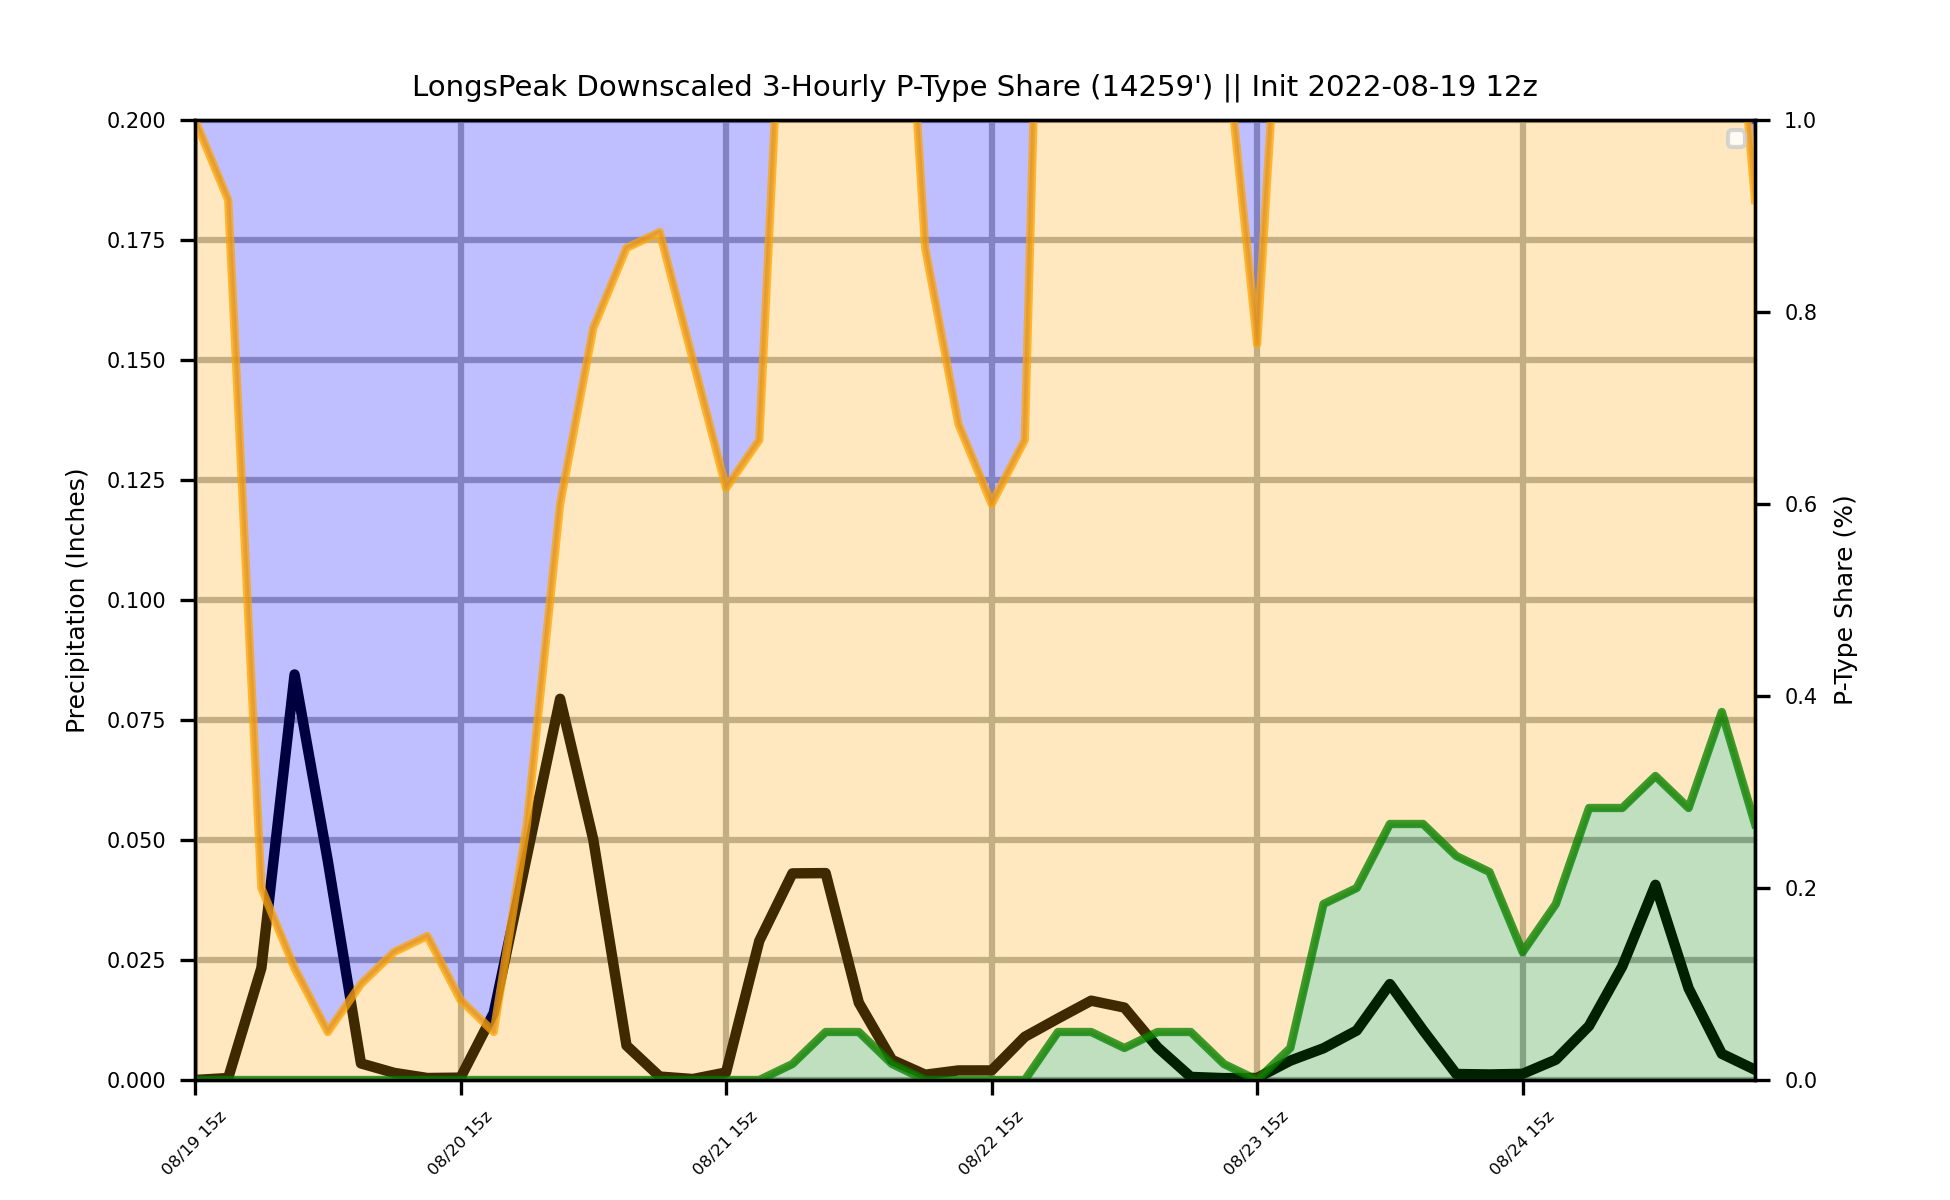 LongsPeak Downscaled 3-Hourly P-Type Share (14259') || Init 2022-08-19 12z
Precipitation (Inches)
0.200
0.175
0.150
0.125
0.100
0.075
0.050
0.025
0.000
1.0
0.8
0.6
0.4
0.2
0.0
P-Type Share (%)
08/19 15z
08/20 15z
08/21 15z
08/22 15z
08/23 15z
08/24 15z